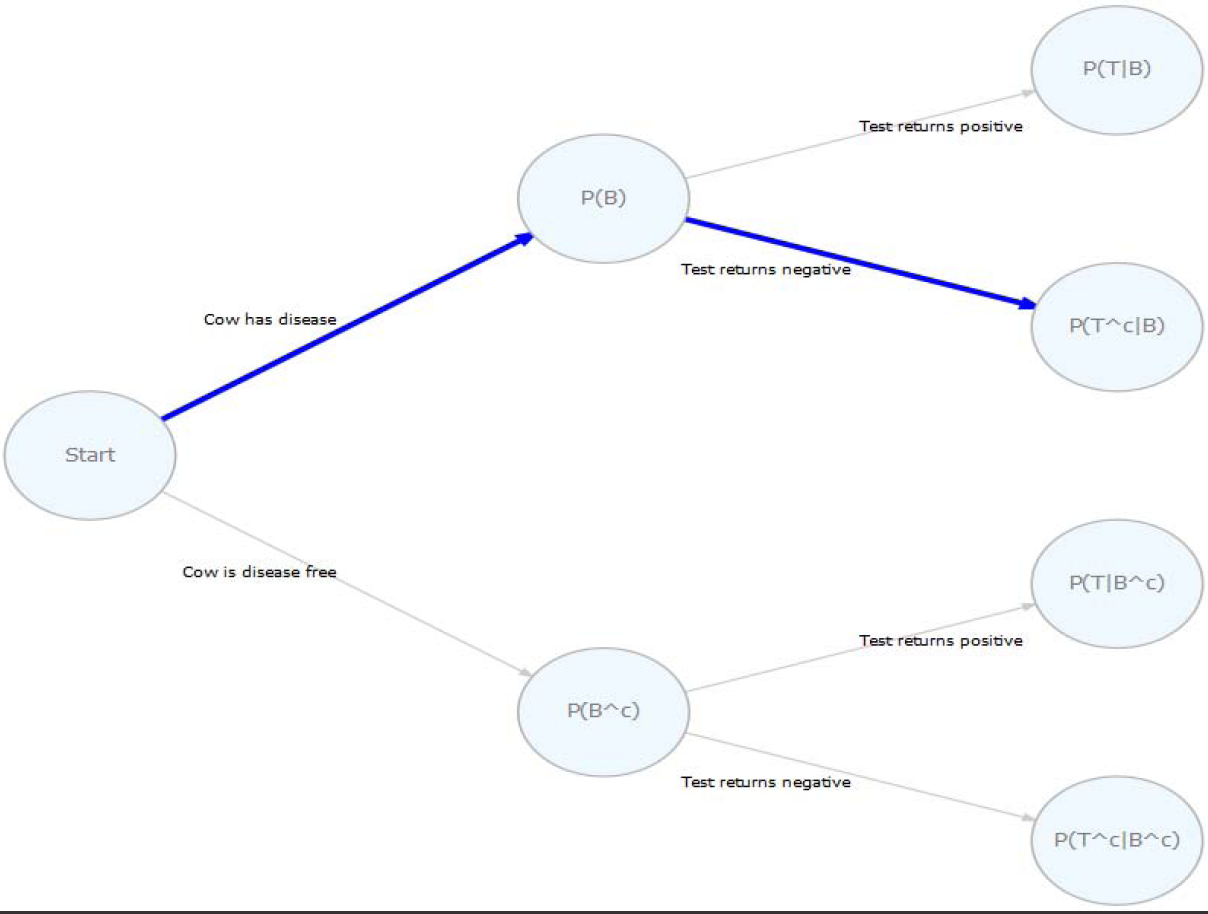 P(T|B)
Test returns positive
P(B)
Test returns negative
Cow has disease
P(T^c|B)
Start
Cow is disease free
P(T|B^c)
Test returns positive
P(B^c)
Test returns negative
P(T^c|B^c)